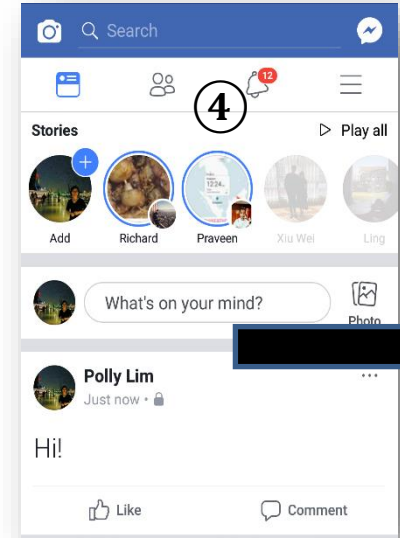 Search
12
4
Stories Play all
1224
Add Richard Praveen Xiu Wei Ling
What's on your mind?
Photo
Polly Lim
...
Just now •
Hi!
Like Comment